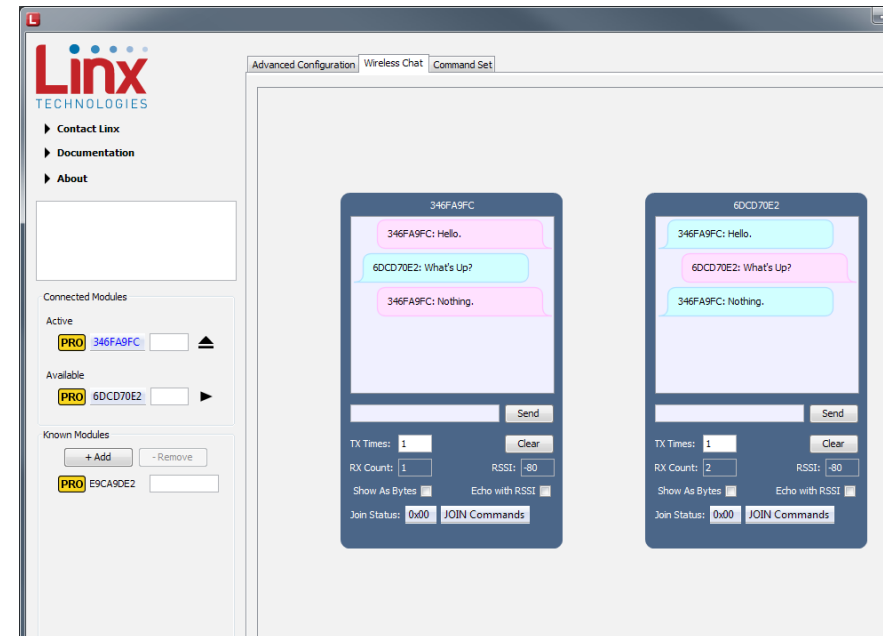 L
Linx
TECHNOLOGIES
Contact Linx
Documentation
About
Connected Modules
Active
PRO 346FA9FC
Available
PRO 6DCD70E2
Known Modules
+ Add - Remove
PRO E9CA9DE2
Advanced Configuration Wireless Chat Command Set
346FA9FC
346FA9FC: Hello.
6DCD70E2: What's Up?
346FA9FC: Nothing.
Send
TX Times: 1 Clear
RX Count: 1 RSSI: -80
Show As Bytes Echo with RSSI
Join Status: 0x00 JOIN Commands
6DCD70E2
346FA9FC: Hello.
6DCD70E2: What's Up?
346FA9FC: Nothing.
Send
TX Times: 1 Clear
RX Count: 2 RSSI: -80
Show As Bytes Echo with RSSI
Join Status: 0x00 JOIN Commands